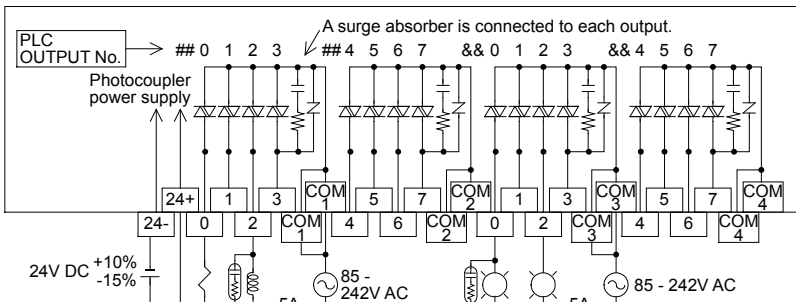 A surge absorber is connected to each output.
PLC
OUTPUT No.
## 0 1 2 3 ## 4 5 6 7 && 0 1 2 3 && 4 5 6 7
Photocoupler
power supply
24+ 1 3 COM 1 5 7 COM 2 1 3 COM 3 5 7 COM 4
24- 0 2 COM 1 4 6 COM 2 0 2 COM 3 4 6 COM 4
24V DC +10%
-15%
85 -
242V AC
85 - 242V AC
5A
5A